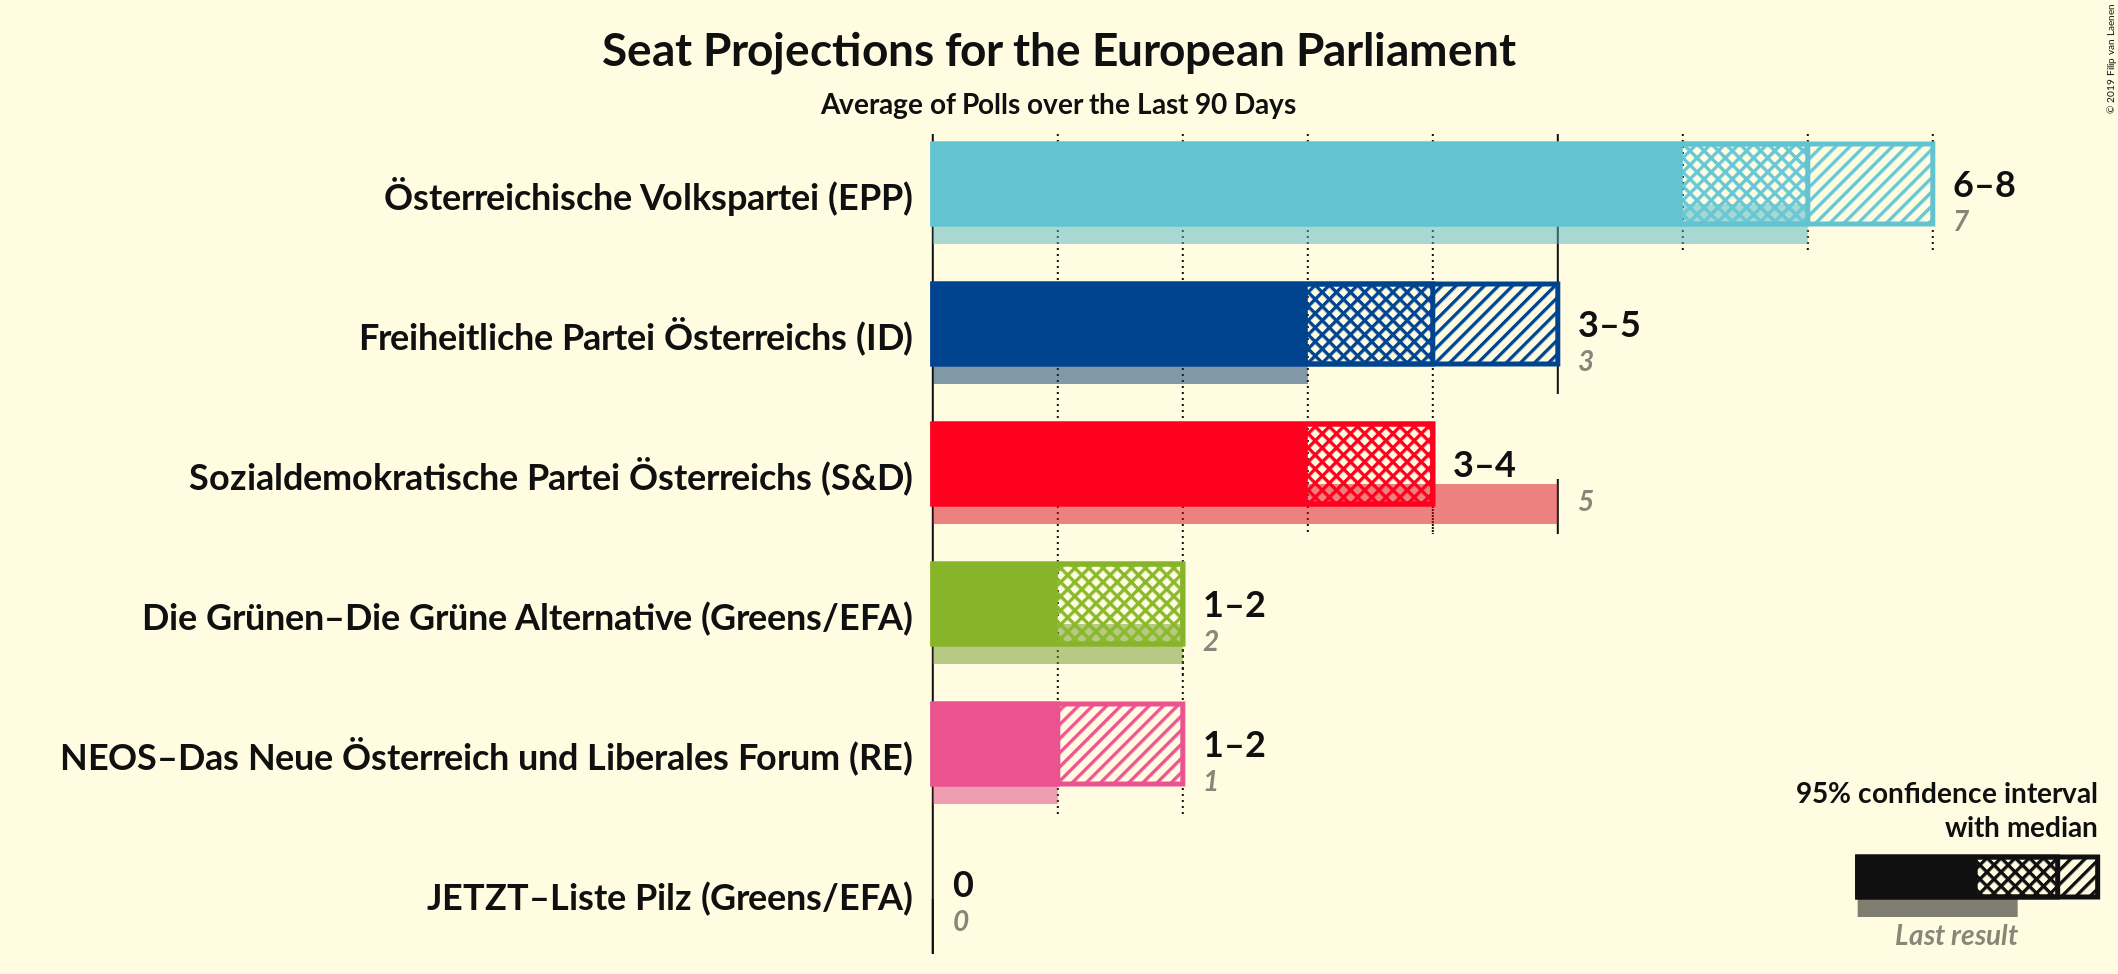 Seat Projections for the European Parliament
Average of Polls over the Last 90 Days
© 2019 Filip van Laenen
Österreichische Volkspartei (EPP)
6–8
7
Freiheitliche Partei Österreichs (ID)
3–5
3
Sozialdemokratische Partei Österreichs (S&D)
3–4
5
Die Grünen–Die Grüne Alternative (Greens/EFA)
1–2
2
NEOS–Das Neue Österreich und Liberales Forum (RE)
1–2
1
JETZT–Liste Pilz (Greens/EFA)
0
0
95% confidence interval
with median
Last result